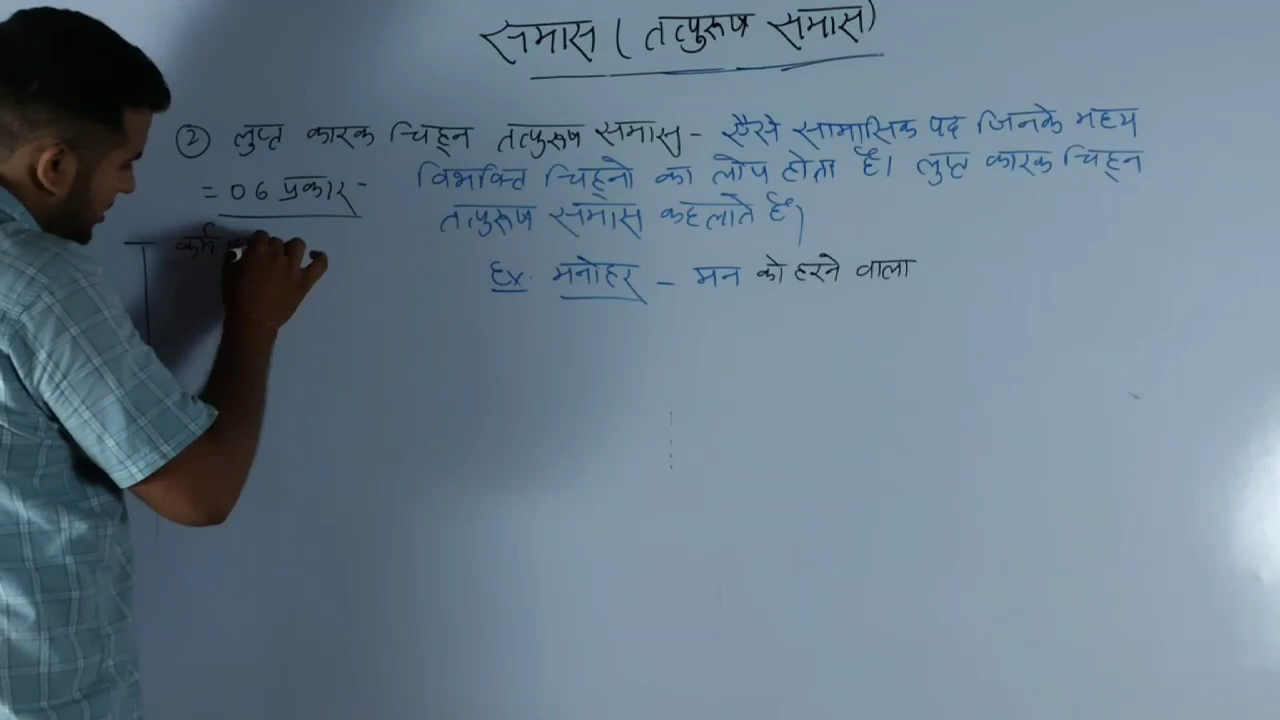 समास ( तत्पुरूष समास)
② लुप्त कारक चिह्न तत्पुरूष समास - ऐसे सामासिक पद जिनके मध्य
= 06 प्रकार - विभक्ति चिह्नो का लोप होता है। लुप्त कारक चिह्न
तत्पुरूष समास कहलाते है।
कर्म
Ex. मनोहर - मन को हरने वाला